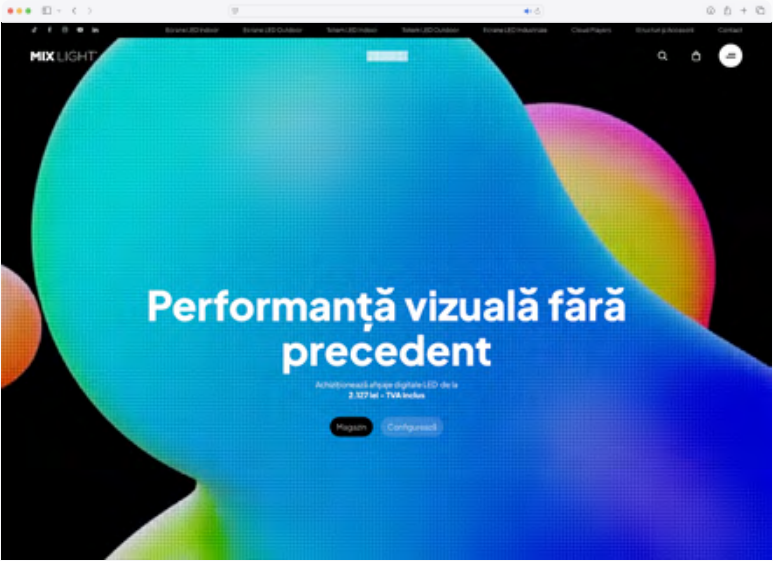 Ecrane LED Indoor Ecrane LED Outdoor Totem LED Indoor Totem LED Outdoor Ecrane LED Industriale Cloud Players Structuri și Accesorii Contact
MIX LIGHT
Performanță vizuală fără
precedent
Achiziționează afișaje digitale LED de la
2.127 lei - TVA inclus
Magazin Configurează